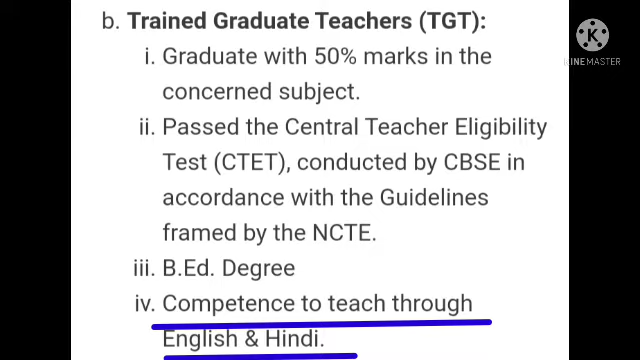 b. Trained Graduate Teachers (TGT):
i. Graduate with 50% marks in the
concerned subject.
ii. Passed the Central Teacher Eligibility
Test (CTET), conducted by CBSE in
accordance with the Guidelines
framed by the NCTE.
iii. B.Ed. Degree
iv. Competence to teach through
English & Hindi.
K
KINEMASTER